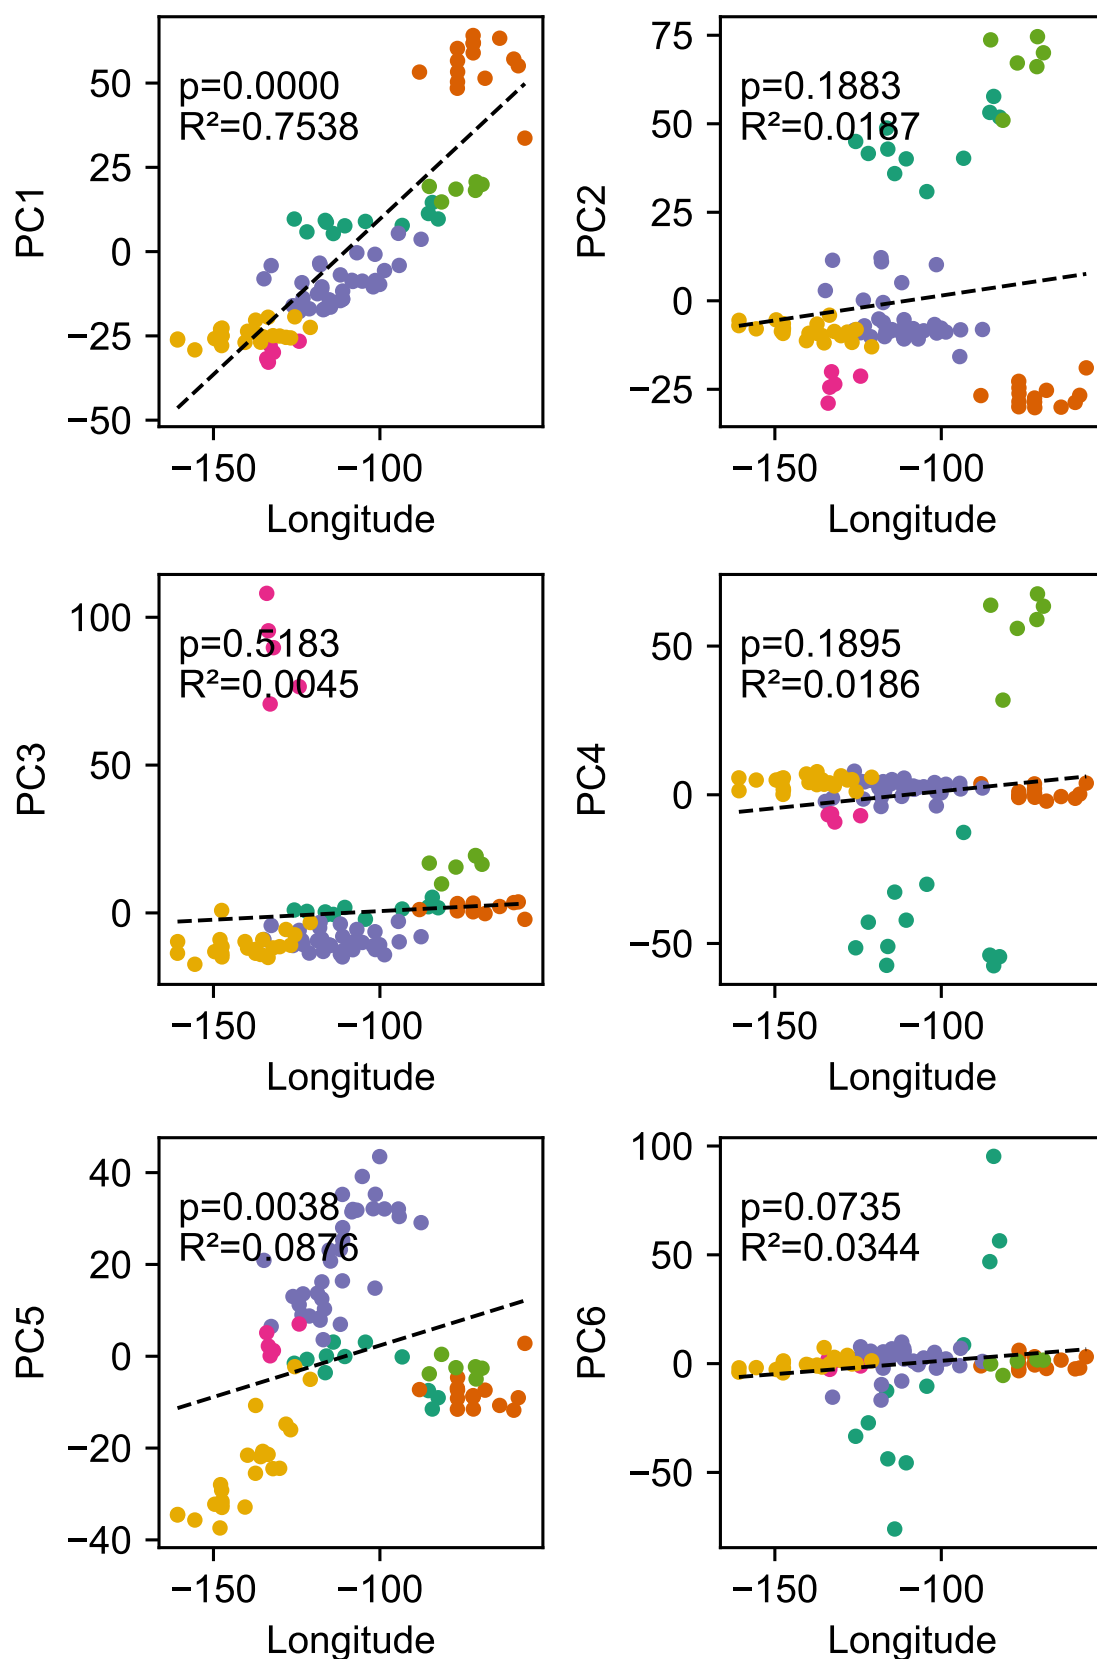 PC1
50
25
0
−25
−50
p=0.0000
R²=0.7538
−150
−100
Longitude
PC2
75
50
25
0
−25
p=0.1883
R²=0.0187
−150
−100
Longitude
PC3
100
50
0
p=0.5183
R²=0.0045
−150
−100
Longitude
PC4
50
0
−50
p=0.1895
R²=0.0186
−150
−100
Longitude
PC5
40
20
0
−20
−40
p=0.0038
R²=0.0876
−150
−100
Longitude
PC6
100
50
0
−50
p=0.0735
R²=0.0344
−150
−100
Longitude